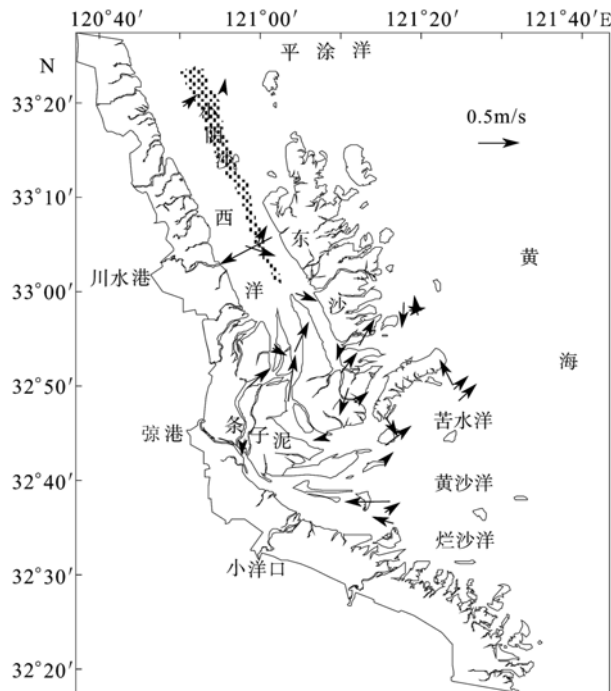 120°40′ 121°00′ 121°20′ 121°40′E
平涂洋
N
33°20′
0.5m/s
33°10′
西
东
黄
川水港
33°00′
洋
沙
海
32°50′
条子泥
苦水洋
弶港
32°40′
黄沙洋
烂沙洋
小洋口
32°30′
32°20′